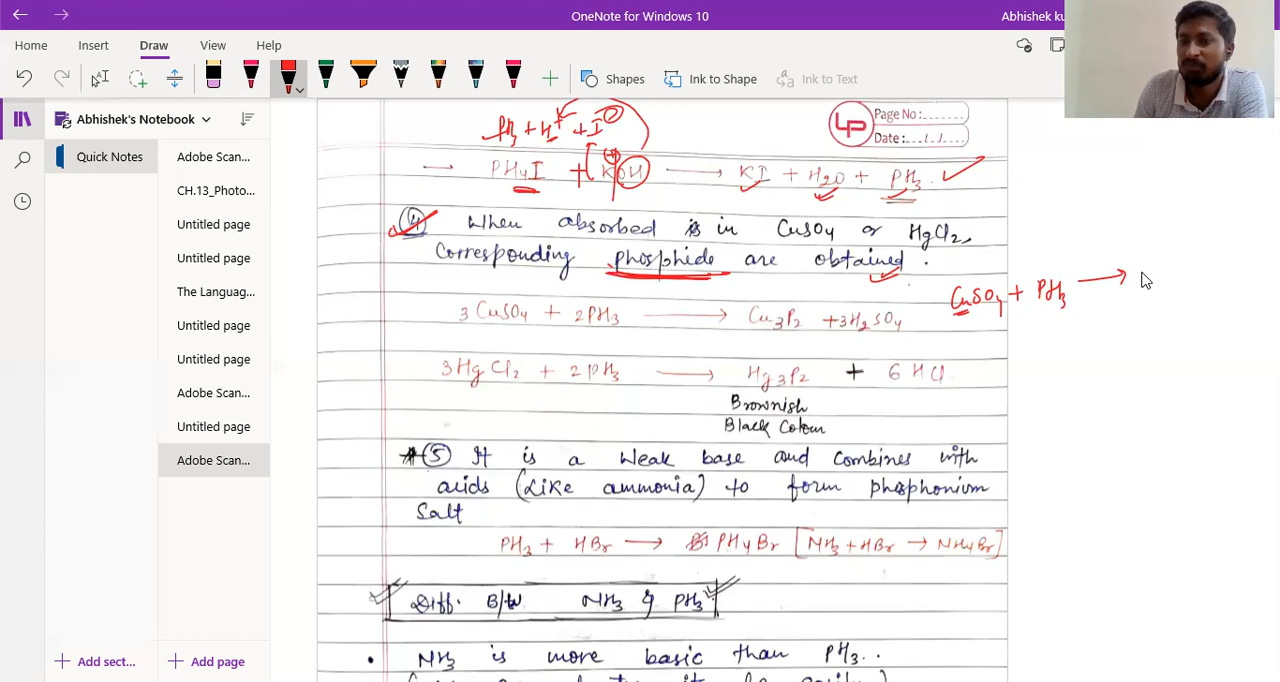 OneNote for Windows 10
Abhishek ku
Home Insert Draw View Help
Shapes Ink to Shape Ink to Text
Abhishek's Notebook
Quick Notes
Adobe Scan...
CH.13_Photo...
Untitled page
Untitled page
The Languag...
Untitled page
Untitled page
Adobe Scan...
Untitled page
Adobe Scan...
Add sect...
Add page
LP
Page No :
Date :
PH3 + H+ + I-
→ PH4I + KOH → KI + H2O + PH3.
④ When absorbed is in CuSO4 or HgCl2,
Corresponding phosphide are obtained.
CuSO4 + PH3 →
3CuSO4 + 2PH3 → Cu3P2 + 3H2SO4
3HgCl2 + 2PH3 → Hg3P2 + 6HCl.
Brownish
Black Colour
⑤ It is a Weak base and combines with
acids (Like ammonia) to form phosphonium
Salt
PH3 + HBr → PH4Br [NH3 + HBr → NH4Br]
Diff. B/w NH3 & PH3
• NH3 is more basic than PH3..